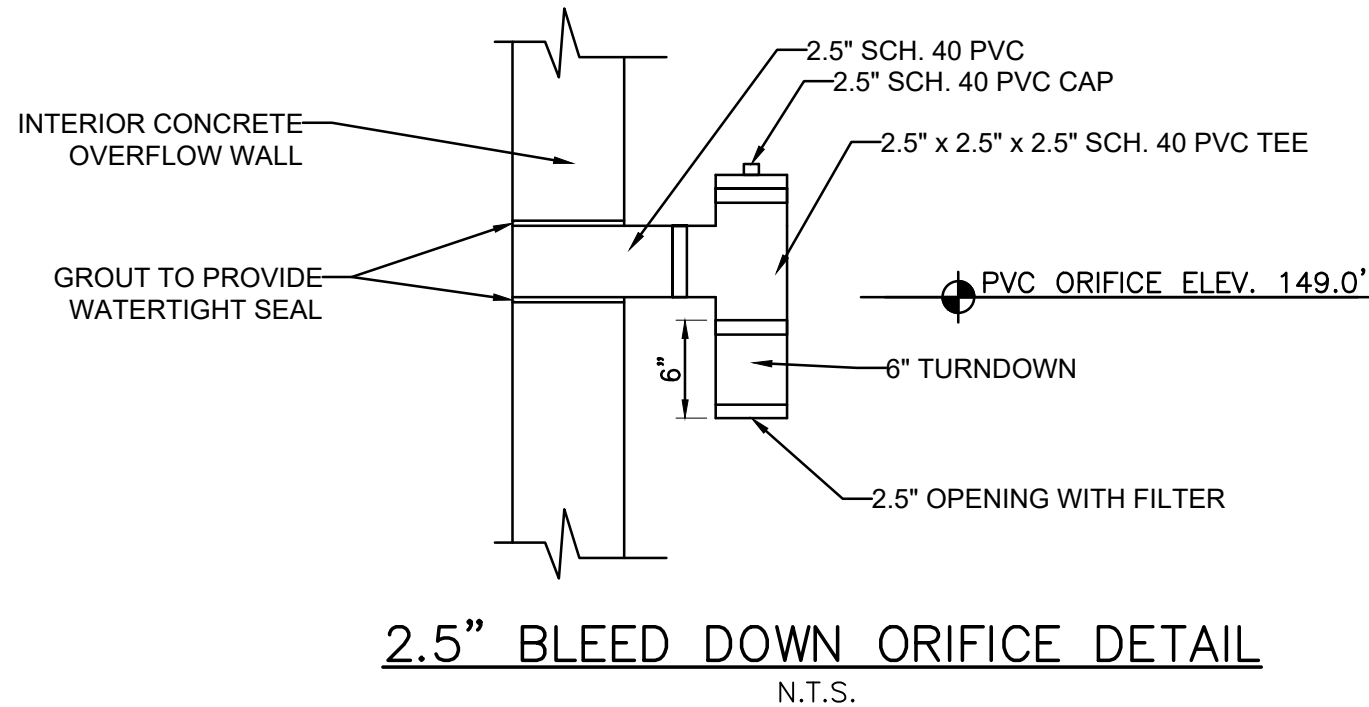 2.5" SCH. 40 PVC
2.5" SCH. 40 PVC CAP
INTERIOR CONCRETE
OVERFLOW WALL
2.5" x 2.5" x 2.5" SCH. 40 PVC TEE
GROUT TO PROVIDE
WATERTIGHT SEAL
PVC ORIFICE ELEV. 149.0'
6"
6" TURNDOWN
2.5" OPENING WITH FILTER
2.5" BLEED DOWN ORIFICE DETAIL
N.T.S.